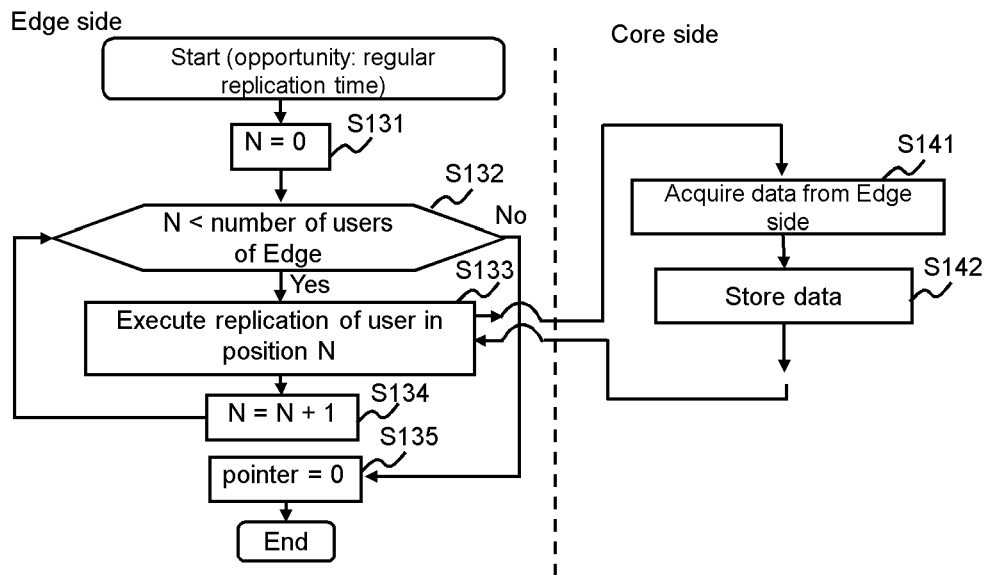 Edge side
Start (opportunity: regular
replication time)
S131
N = 0
S132
N < number of users
of Edge
No
Yes
S133
Execute replication of user in
position N
S134
N = N + 1
S135
pointer = 0
End
Core side
S141
Acquire data from Edge
side
S142
Store data